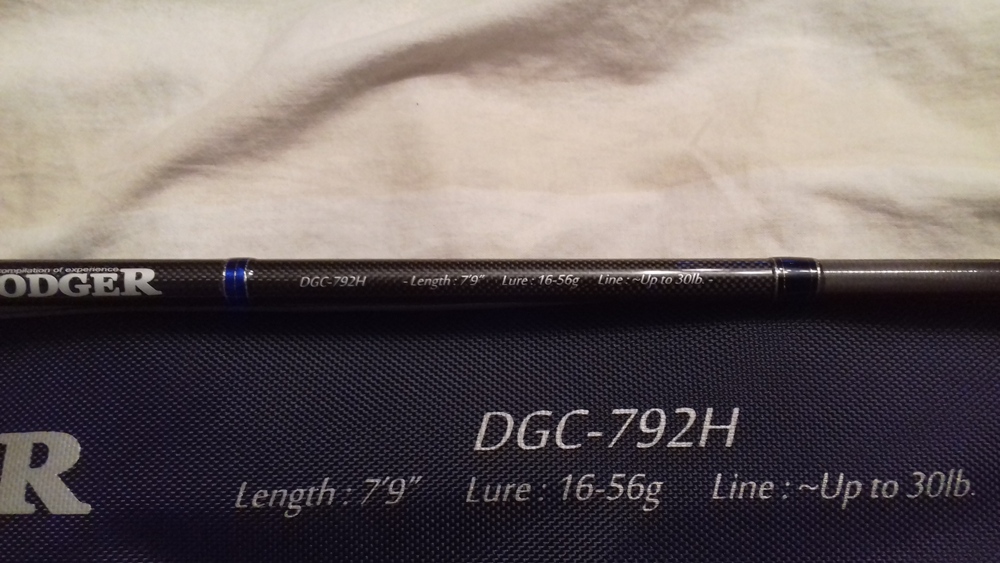 ompilation of experience
ODGER
DGC-792H - Length : 7'9" Lure : 16-56g Line : ~Up to 30lb. -
R
DGC-792H
Length : 7'9" Lure : 16-56g Line : ~Up to 30lb.